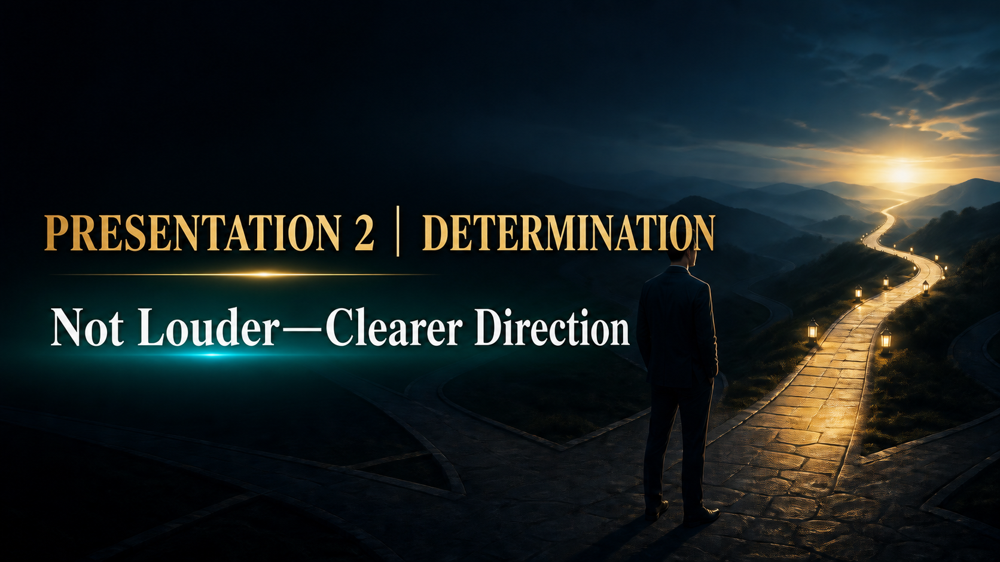 PRESENTATION 2 | DETERMINATION
Not Louder—Clearer Direction